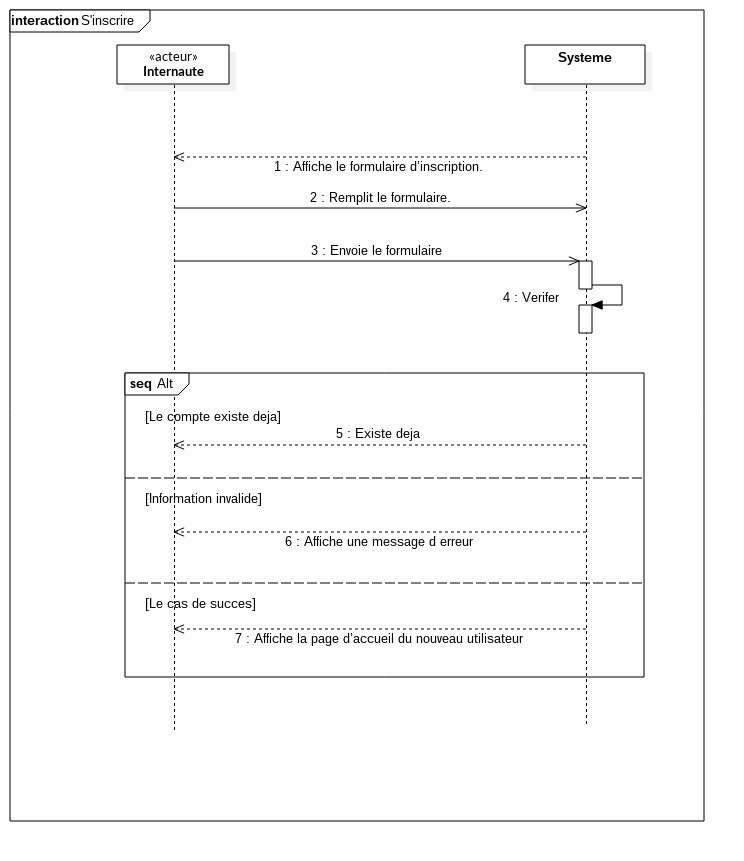 interaction S'inscrire
«acteur»
Internaute
Systeme
1 : Affiche le formulaire d'inscription.
2 : Remplit le formulaire.
3 : Envoie le formulaire
4 : Verifer
seq Alt
[Le compte existe deja]
5 : Existe deja
[Information invalide]
6 : Affiche une message d erreur
[Le cas de succes]
7 : Affiche la page d'accueil du nouveau utilisateur